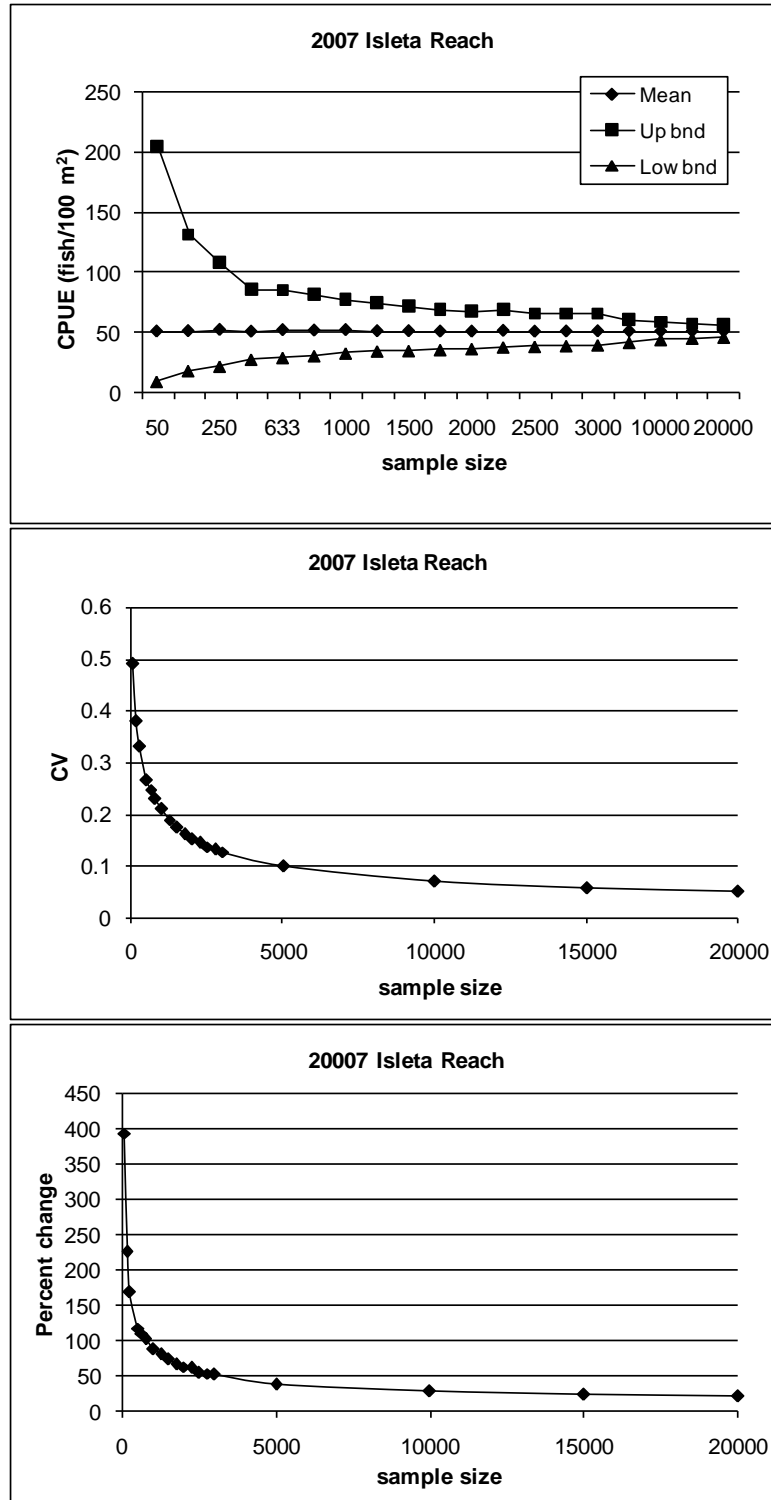 2007 Isleta Reach
250
200
150
100
50
0
CPUE (fish/100 m²)
Mean
Up bnd
Low bnd
50 250 633 1000 1500 2000 2500 3000 10000 20000
sample size
2007 Isleta Reach
0.6
0.5
0.4
0.3
0.2
0.1
0
CV
0 5000 10000 15000 20000
sample size
20007 Isleta Reach
450
400
350
300
250
200
150
100
50
0
Percent change
0 5000 10000 15000 20000
sample size